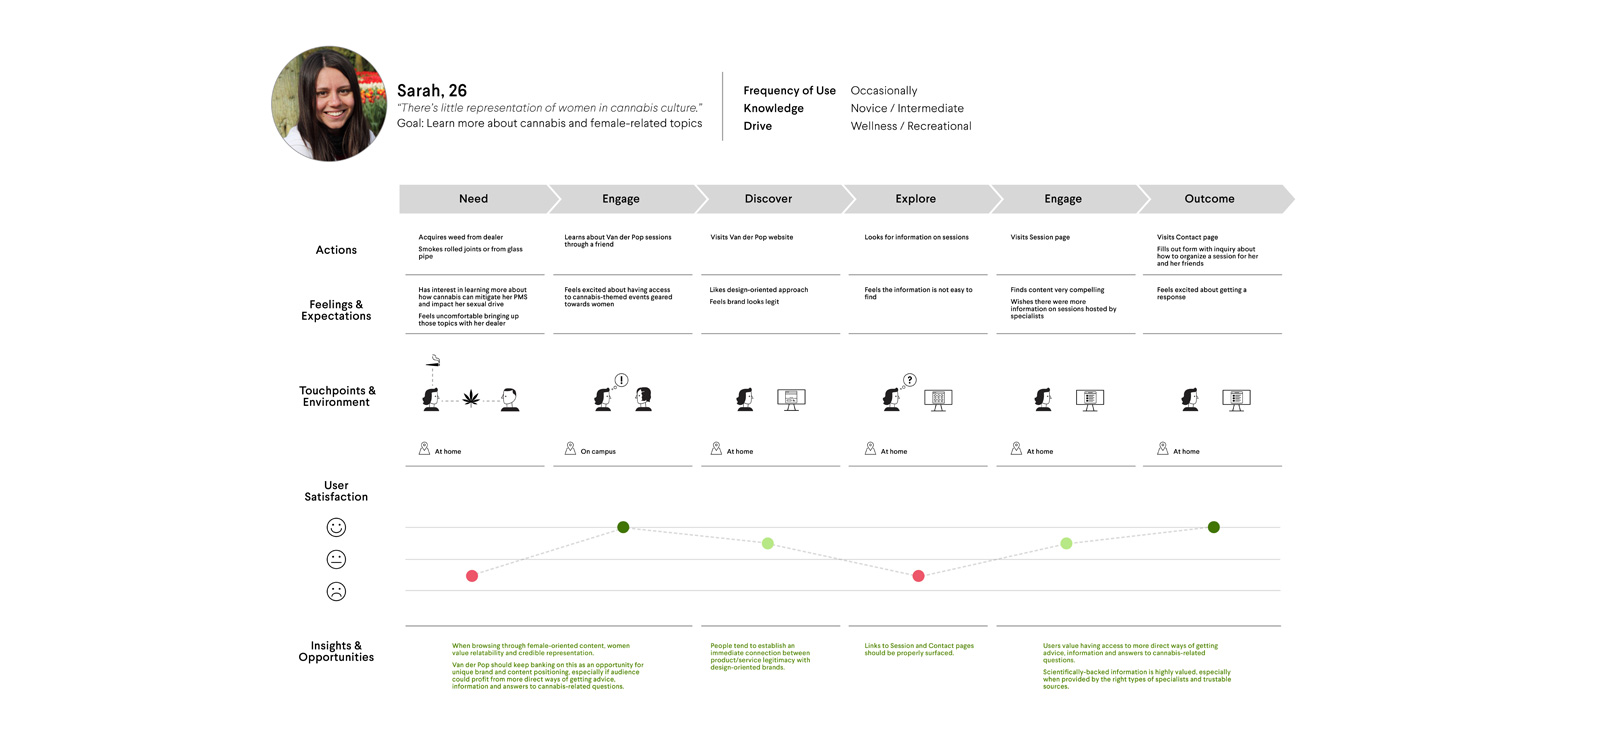 Sarah, 26
“There’s little representation of women in cannabis culture.”
Goal: Learn more about cannabis and female-related topics
Frequency of Use Occasionally
Knowledge Novice / Intermediate
Drive Wellness / Recreational
Need
Engage
Discover
Explore
Engage
Outcome
Actions
Acquires weed from dealer
Smokes rolled joints or from glass
pipe
Learns about Van der Pop sessions
through a friend
Visits Van der Pop website
Looks for information on sessions
Visits Session page
Visits Contact page
Fills out form with inquiry about
how to organize a session for her
and her friends
Feelings &
Expectations
Has interest in learning more about
how cannabis can mitigate her PMS
and impact her sexual drive
Feels uncomfortable bringing up
those topics with her dealer
Feels excited about having access
to cannabis-themed events geared
towards women
Likes design-oriented approach
Feels brand looks legit
Feels the information is not easy to
find
Finds content very compelling
Wishes there were more
information on sessions hosted by
specialists
Feels excited about getting a
response
Touchpoints &
Environment
!
?
At home
On campus
At home
At home
At home
At home
User
Satisfaction
Insights &
Opportunities
When browsing through female-oriented content, women
value relatability and credible representation.
Van der Pop should keep banking on this as an opportunity for
unique brand and content positioning, especially if audience
could profit from more direct ways of getting advice,
information and answers to cannabis-related questions.
People tend to establish an
immediate connection between
product/service legitimacy with
design-oriented brands.
Links to Session and Contact pages
should be properly surfaced.
Users value having access to more direct ways of getting
advice, information and answers to cannabis-related
questions.
Scientifically-backed information is highly valued, especially
when provided by the right types of specialists and trustable
sources.